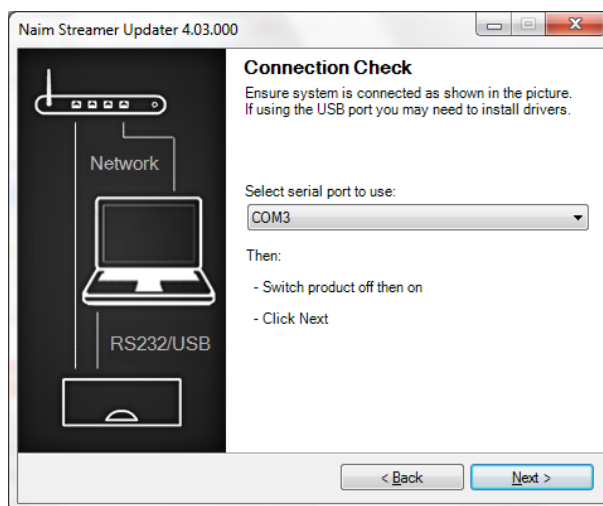 Naim Streamer Updater 4.03.000
Network
RS232/USB
Connection Check
Ensure system is connected as shown in the picture.
If using the USB port you may need to install drivers.
Select serial port to use:
COM3
Then:
- Switch product off then on
- Click Next
< Back
Next >